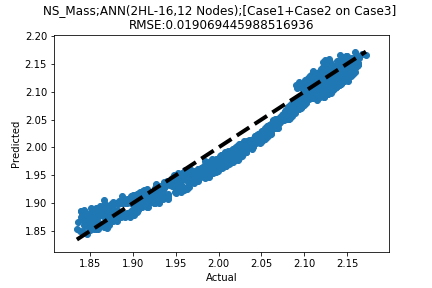 NS_Mass;ANN(2HL-16,12 Nodes);[Case1+Case2 on Case3]
RMSE:0.019069445988516936
2.20
2.15
2.10
2.05
2.00
1.95
1.90
1.85
Predicted
1.85 1.90 1.95 2.00 2.05 2.10 2.15
Actual